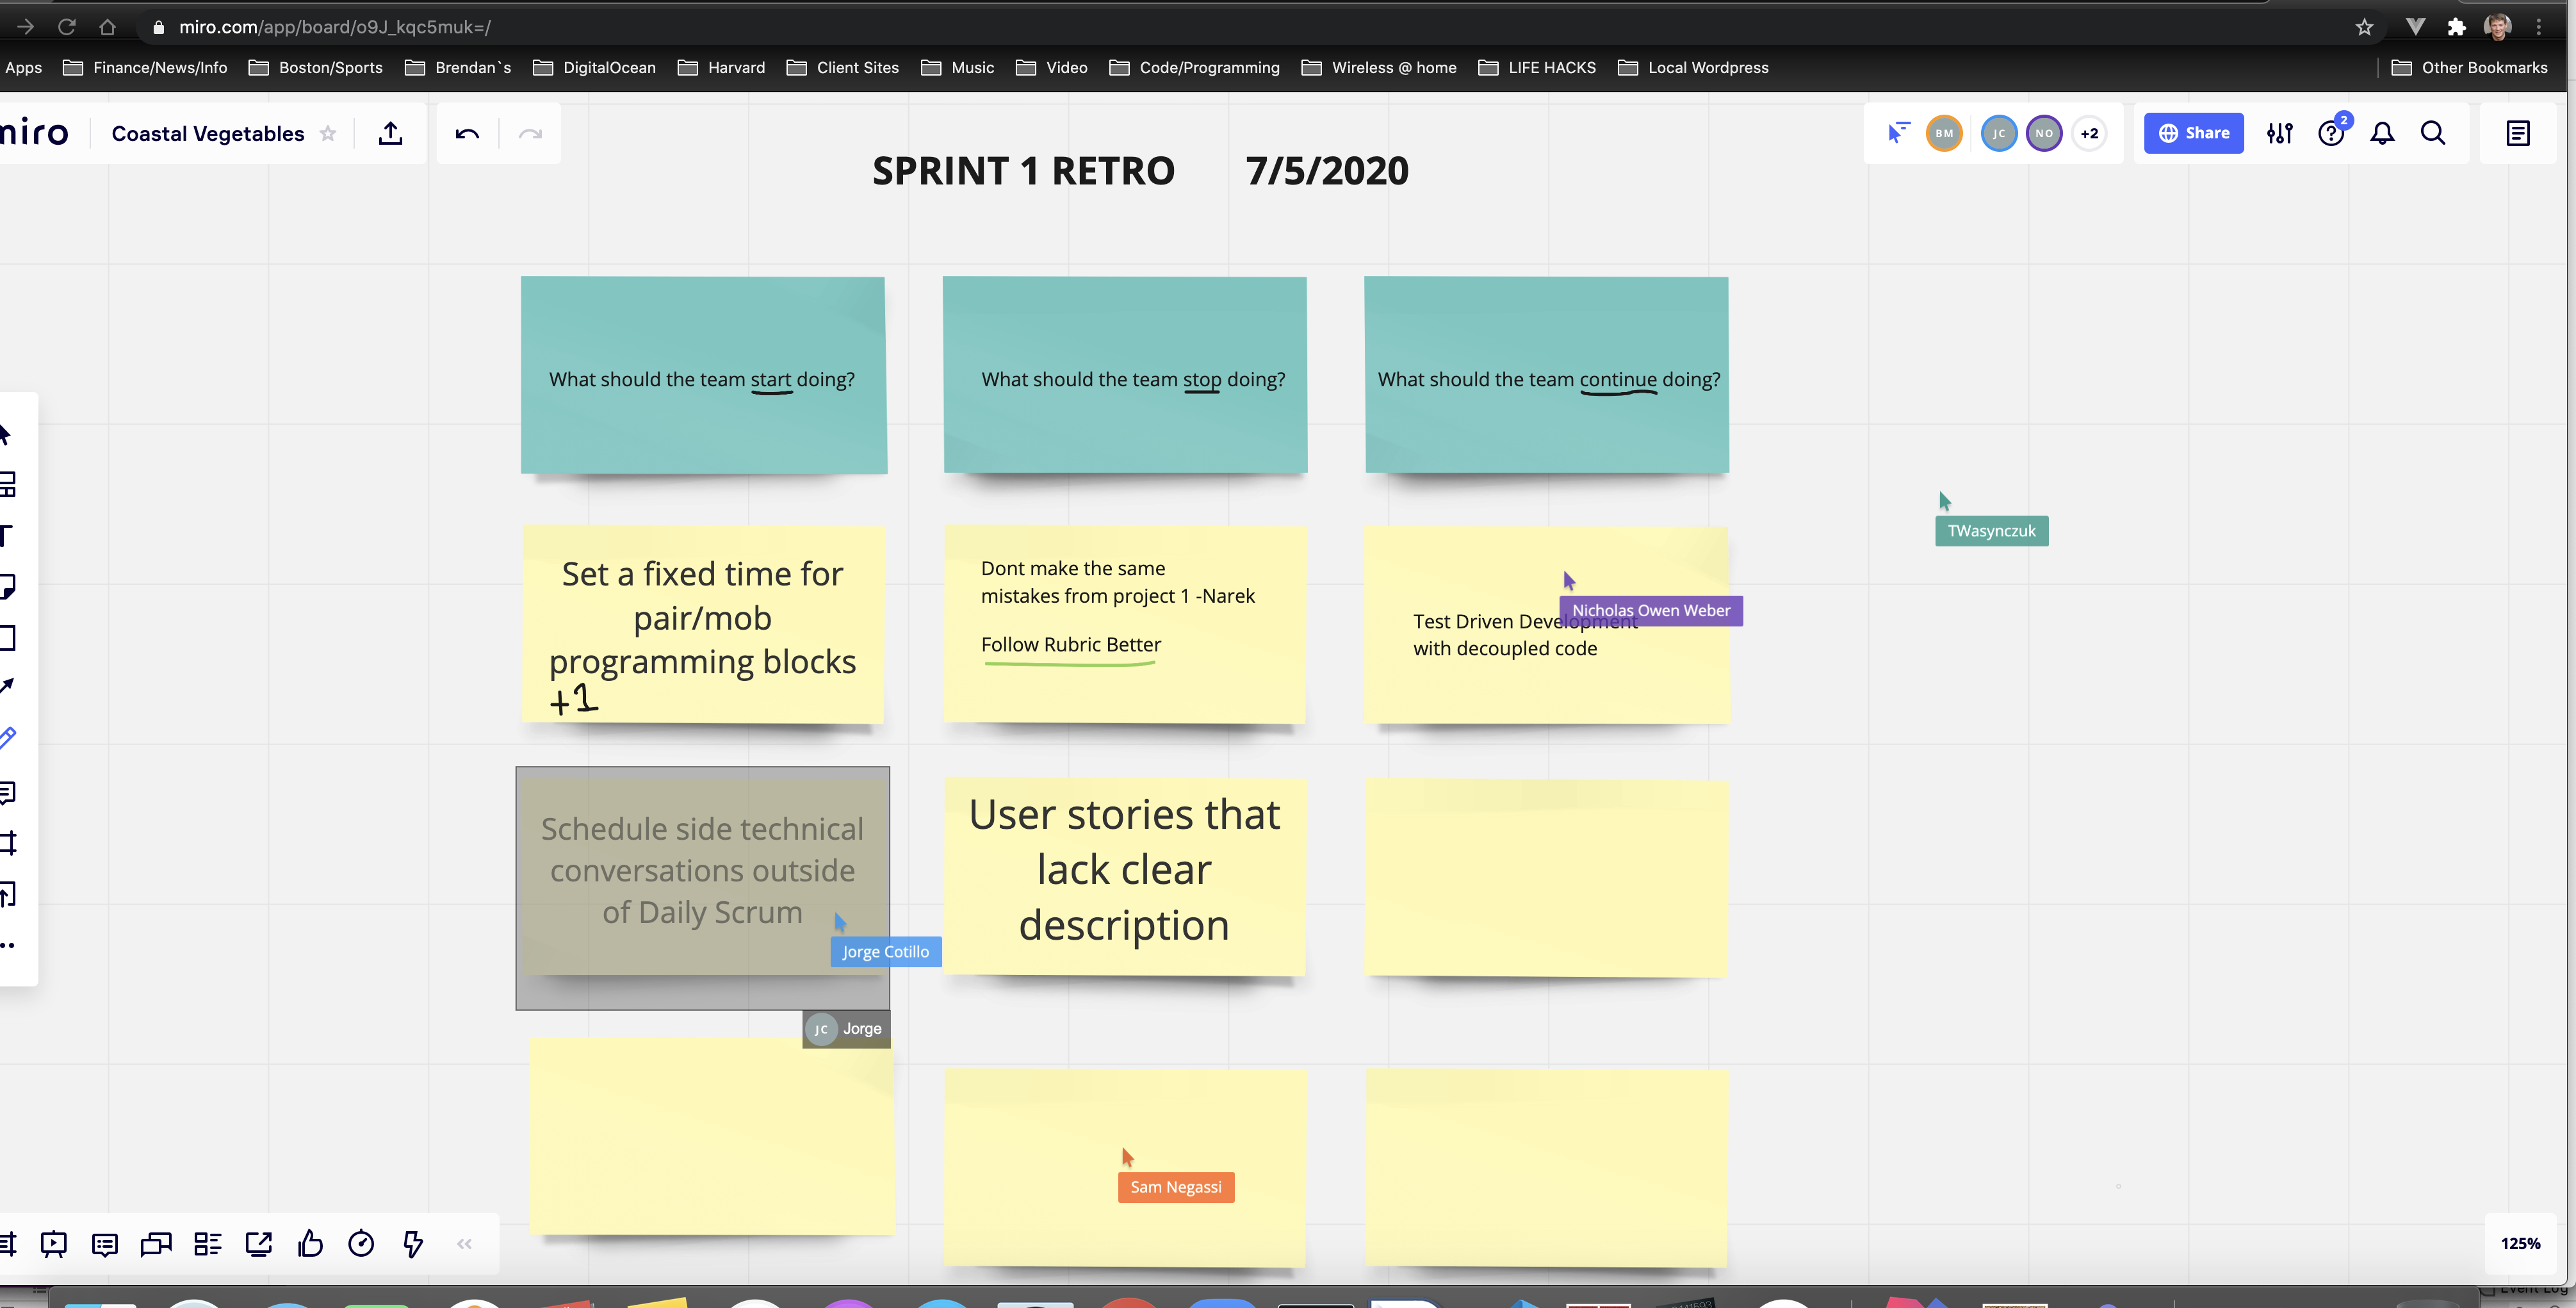 miro.com/app/board/o9J_kqc5muk=/
Apps Finance/News/Info Boston/Sports Brendan`s DigitalOcean Harvard Client Sites Music Video Code/Programming Wireless @ home LIFE HACKS Local Wordpress Other Bookmarks
miro Coastal Vegetables BM JC NO +2 Share 2
SPRINT 1 RETRO 7/5/2020
What should the team start doing?
What should the team stop doing?
What should the team continue doing?
TWasynczuk
Set a fixed time for
pair/mob
programming blocks
+1
Dont make the same
mistakes from project 1 -Narek
Follow Rubric Better
Nicholas Owen Weber
Test Driven Development
with decoupled code
Schedule side technical
conversations outside
of Daily Scrum
Jorge Cotillo
JC Jorge
User stories that
lack clear
description
Sam Negassi
125%
Event Log